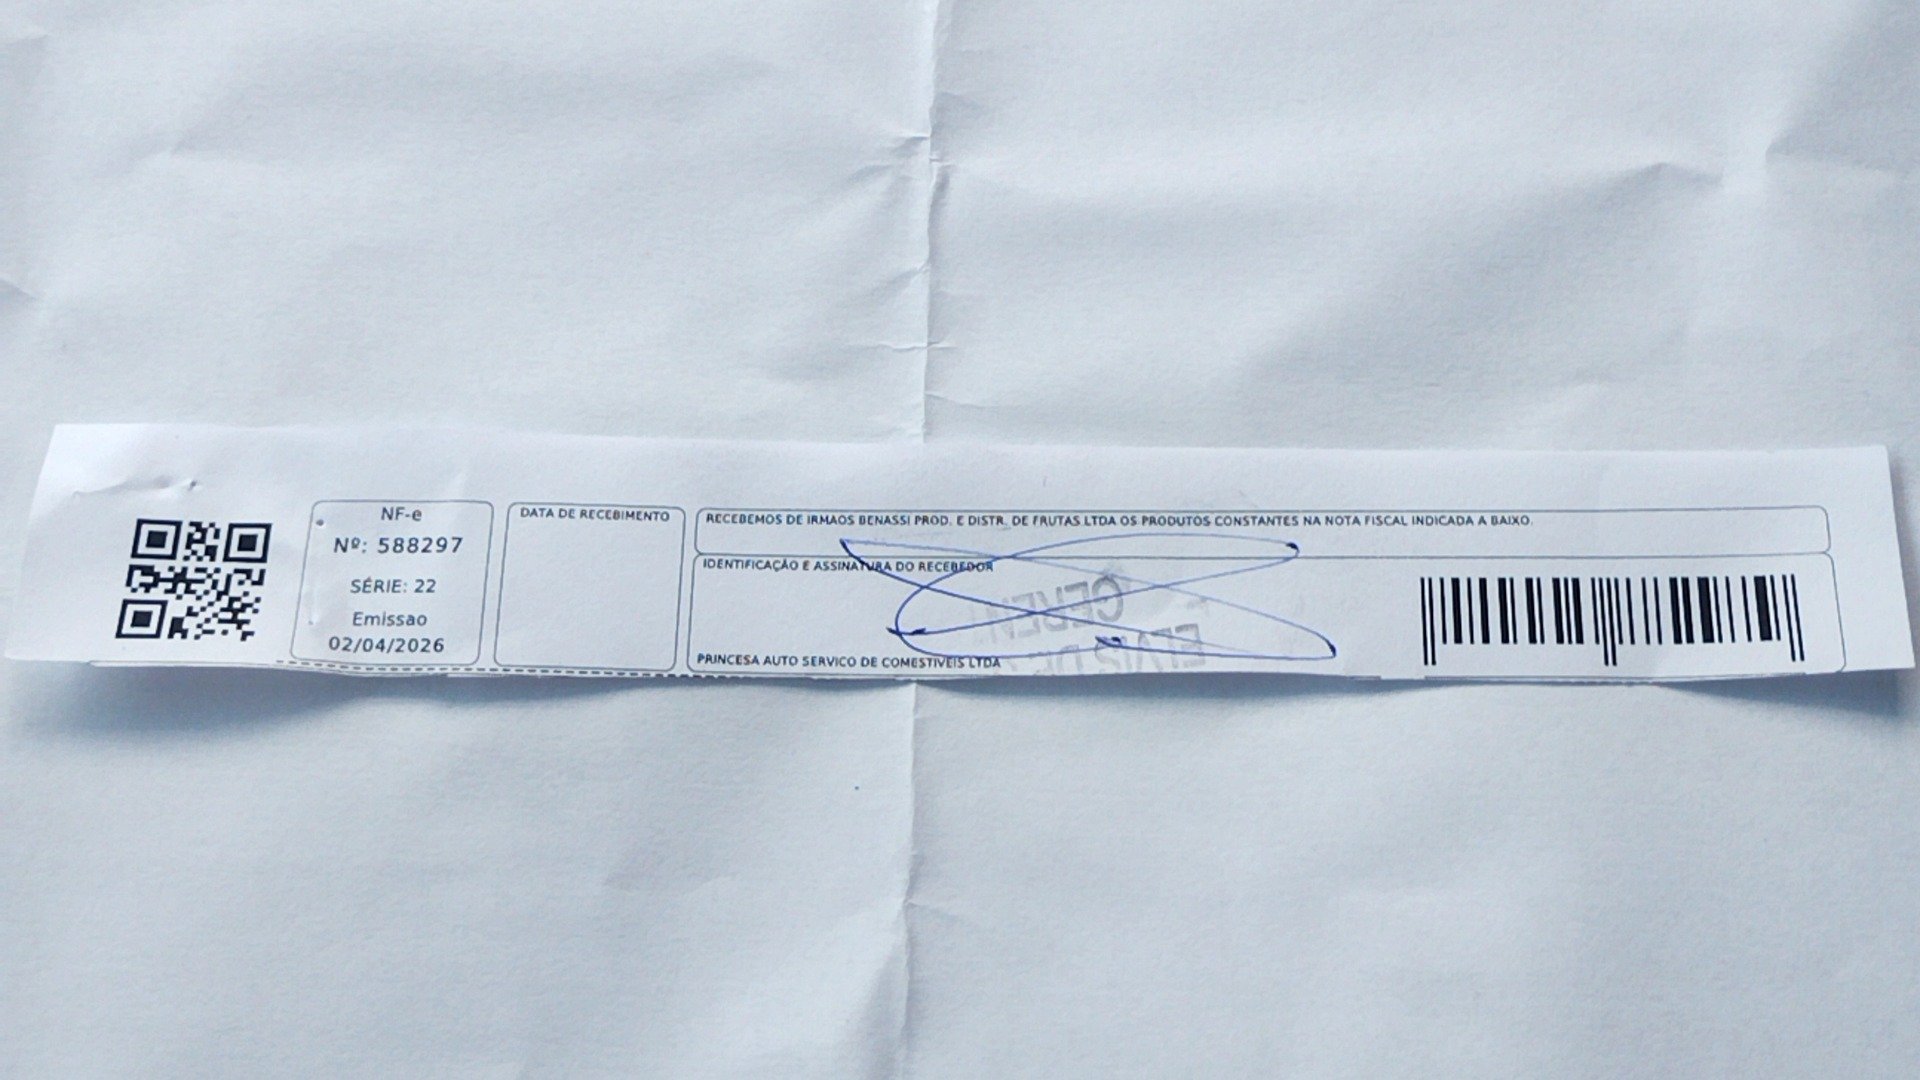 NF-e
Nº: 588297
SÉRIE: 22
Emissao
02/04/2026
DATA DE RECEBIMENTO
RECEBEMOS DE IRMAOS BENASSI PROD. E DISTR. DE FRUTAS LTDA OS PRODUTOS CONSTANTES NA NOTA FISCAL INDICADA A BAIXO.
IDENTIFICAÇÃO E ASSINATURA DO RECEBEDOR
PRINCESA AUTO SERVICO DE COMESTIVEIS LTDA